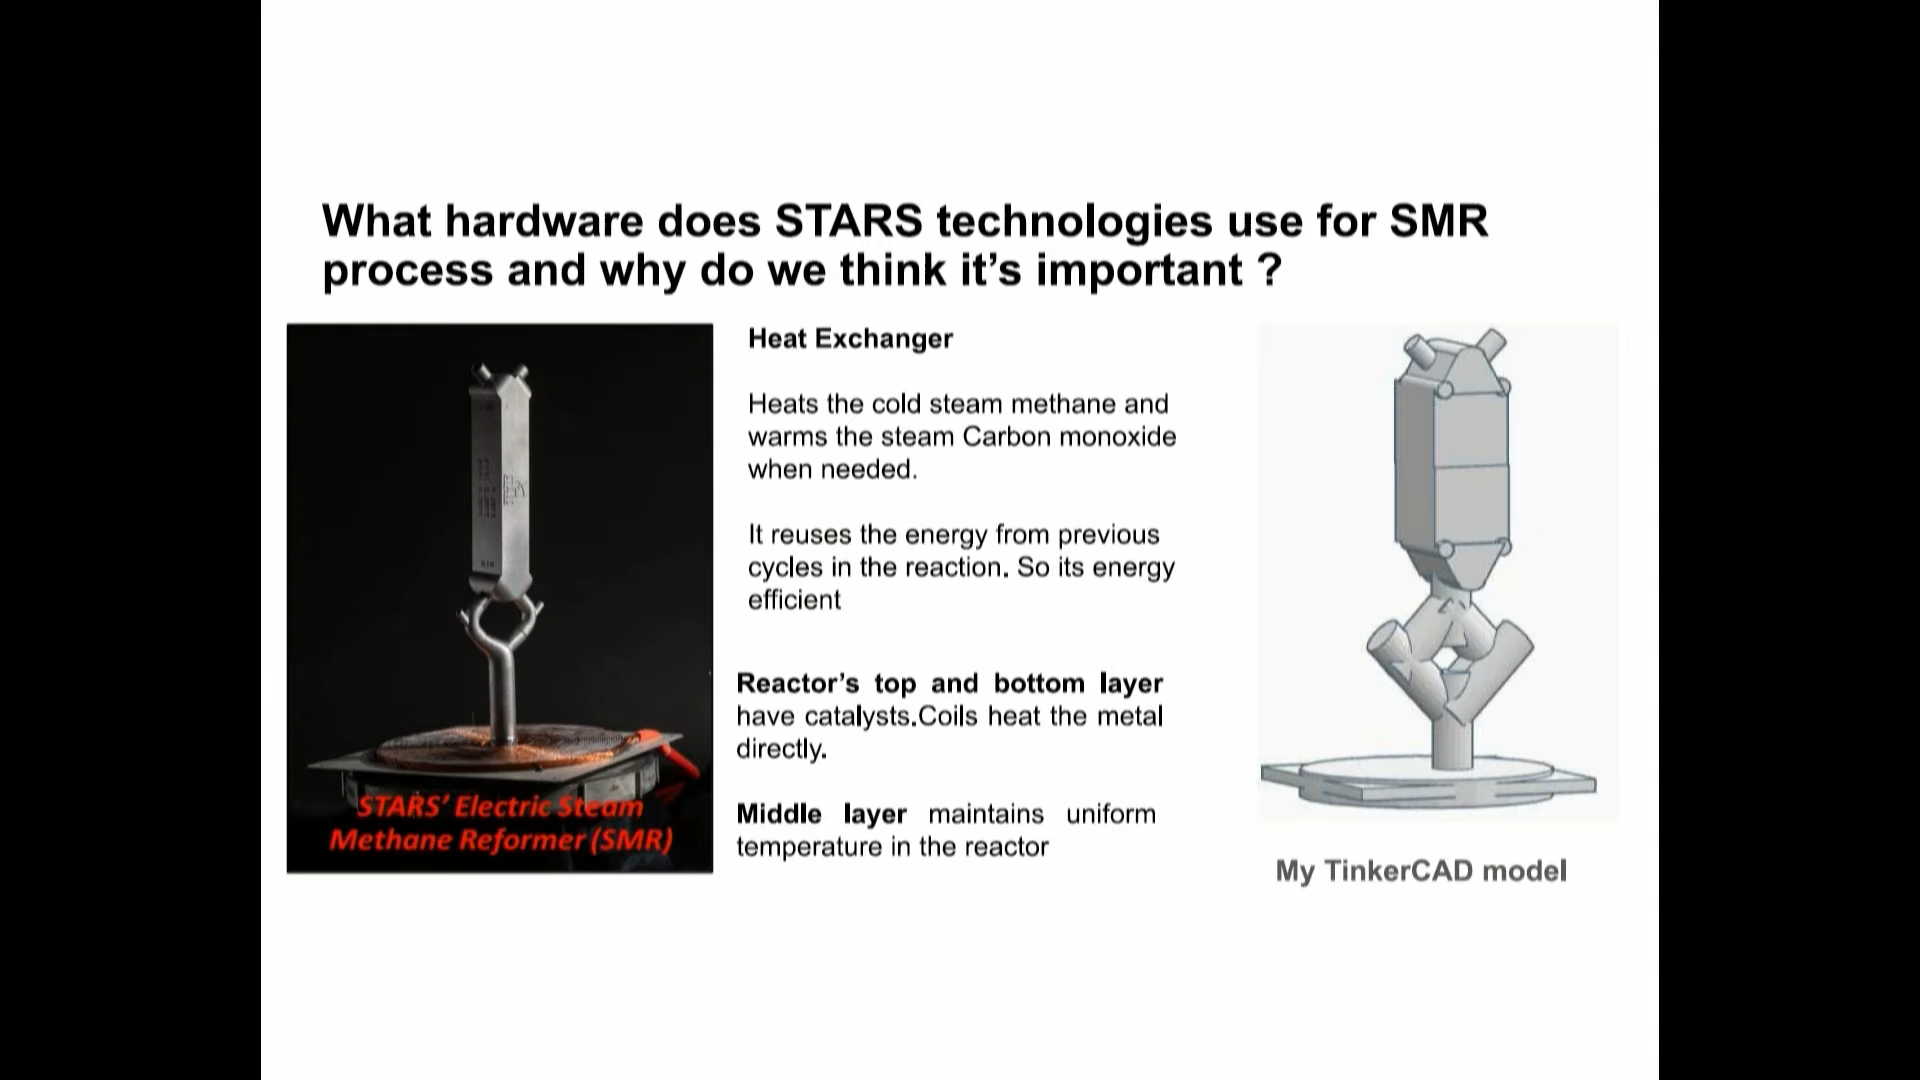 What hardware does STARS technologies use for SMR
process and why do we think it's important ?
Heat Exchanger
Heats the cold steam methane and
warms the steam Carbon monoxide
when needed.
It reuses the energy from previous
cycles in the reaction. So its energy
efficient
Reactor's top and bottom layer
have catalysts.Coils heat the metal
directly.
Middle layer maintains uniform
temperature in the reactor
STARS' Electric Steam
Methane Reformer (SMR)
My TinkerCAD model